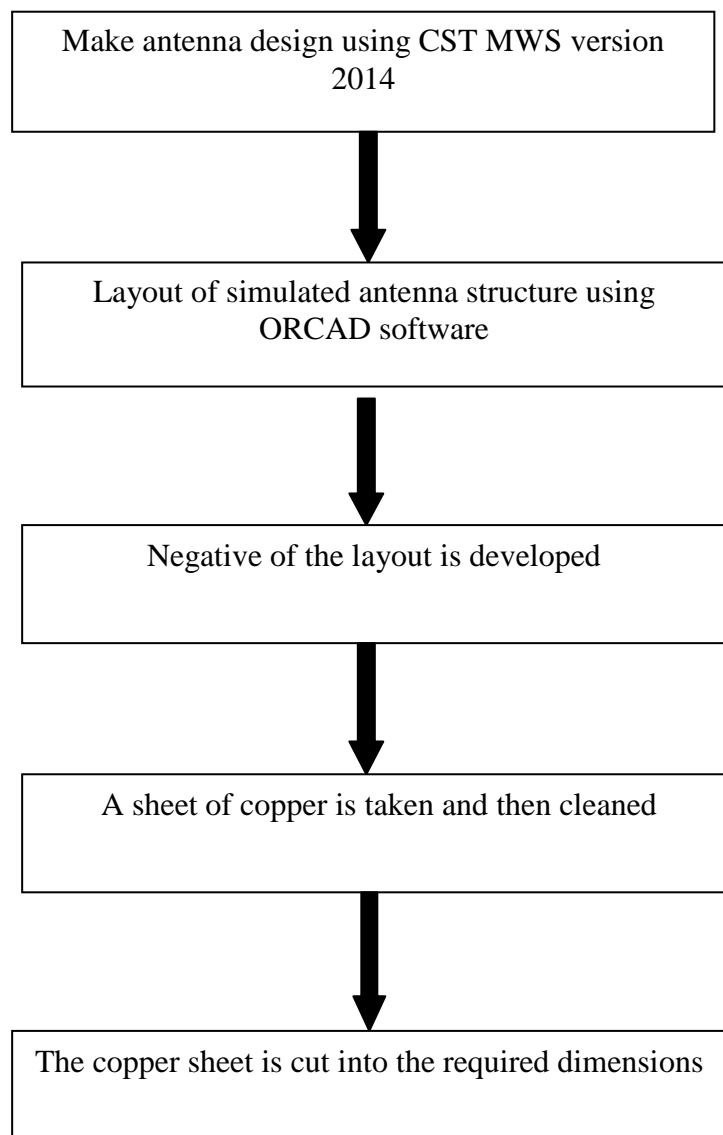 Make antenna design using CST MWS version
2014
Layout of simulated antenna structure using
ORCAD software
Negative of the layout is developed
A sheet of copper is taken and then cleaned
The copper sheet is cut into the required dimensions